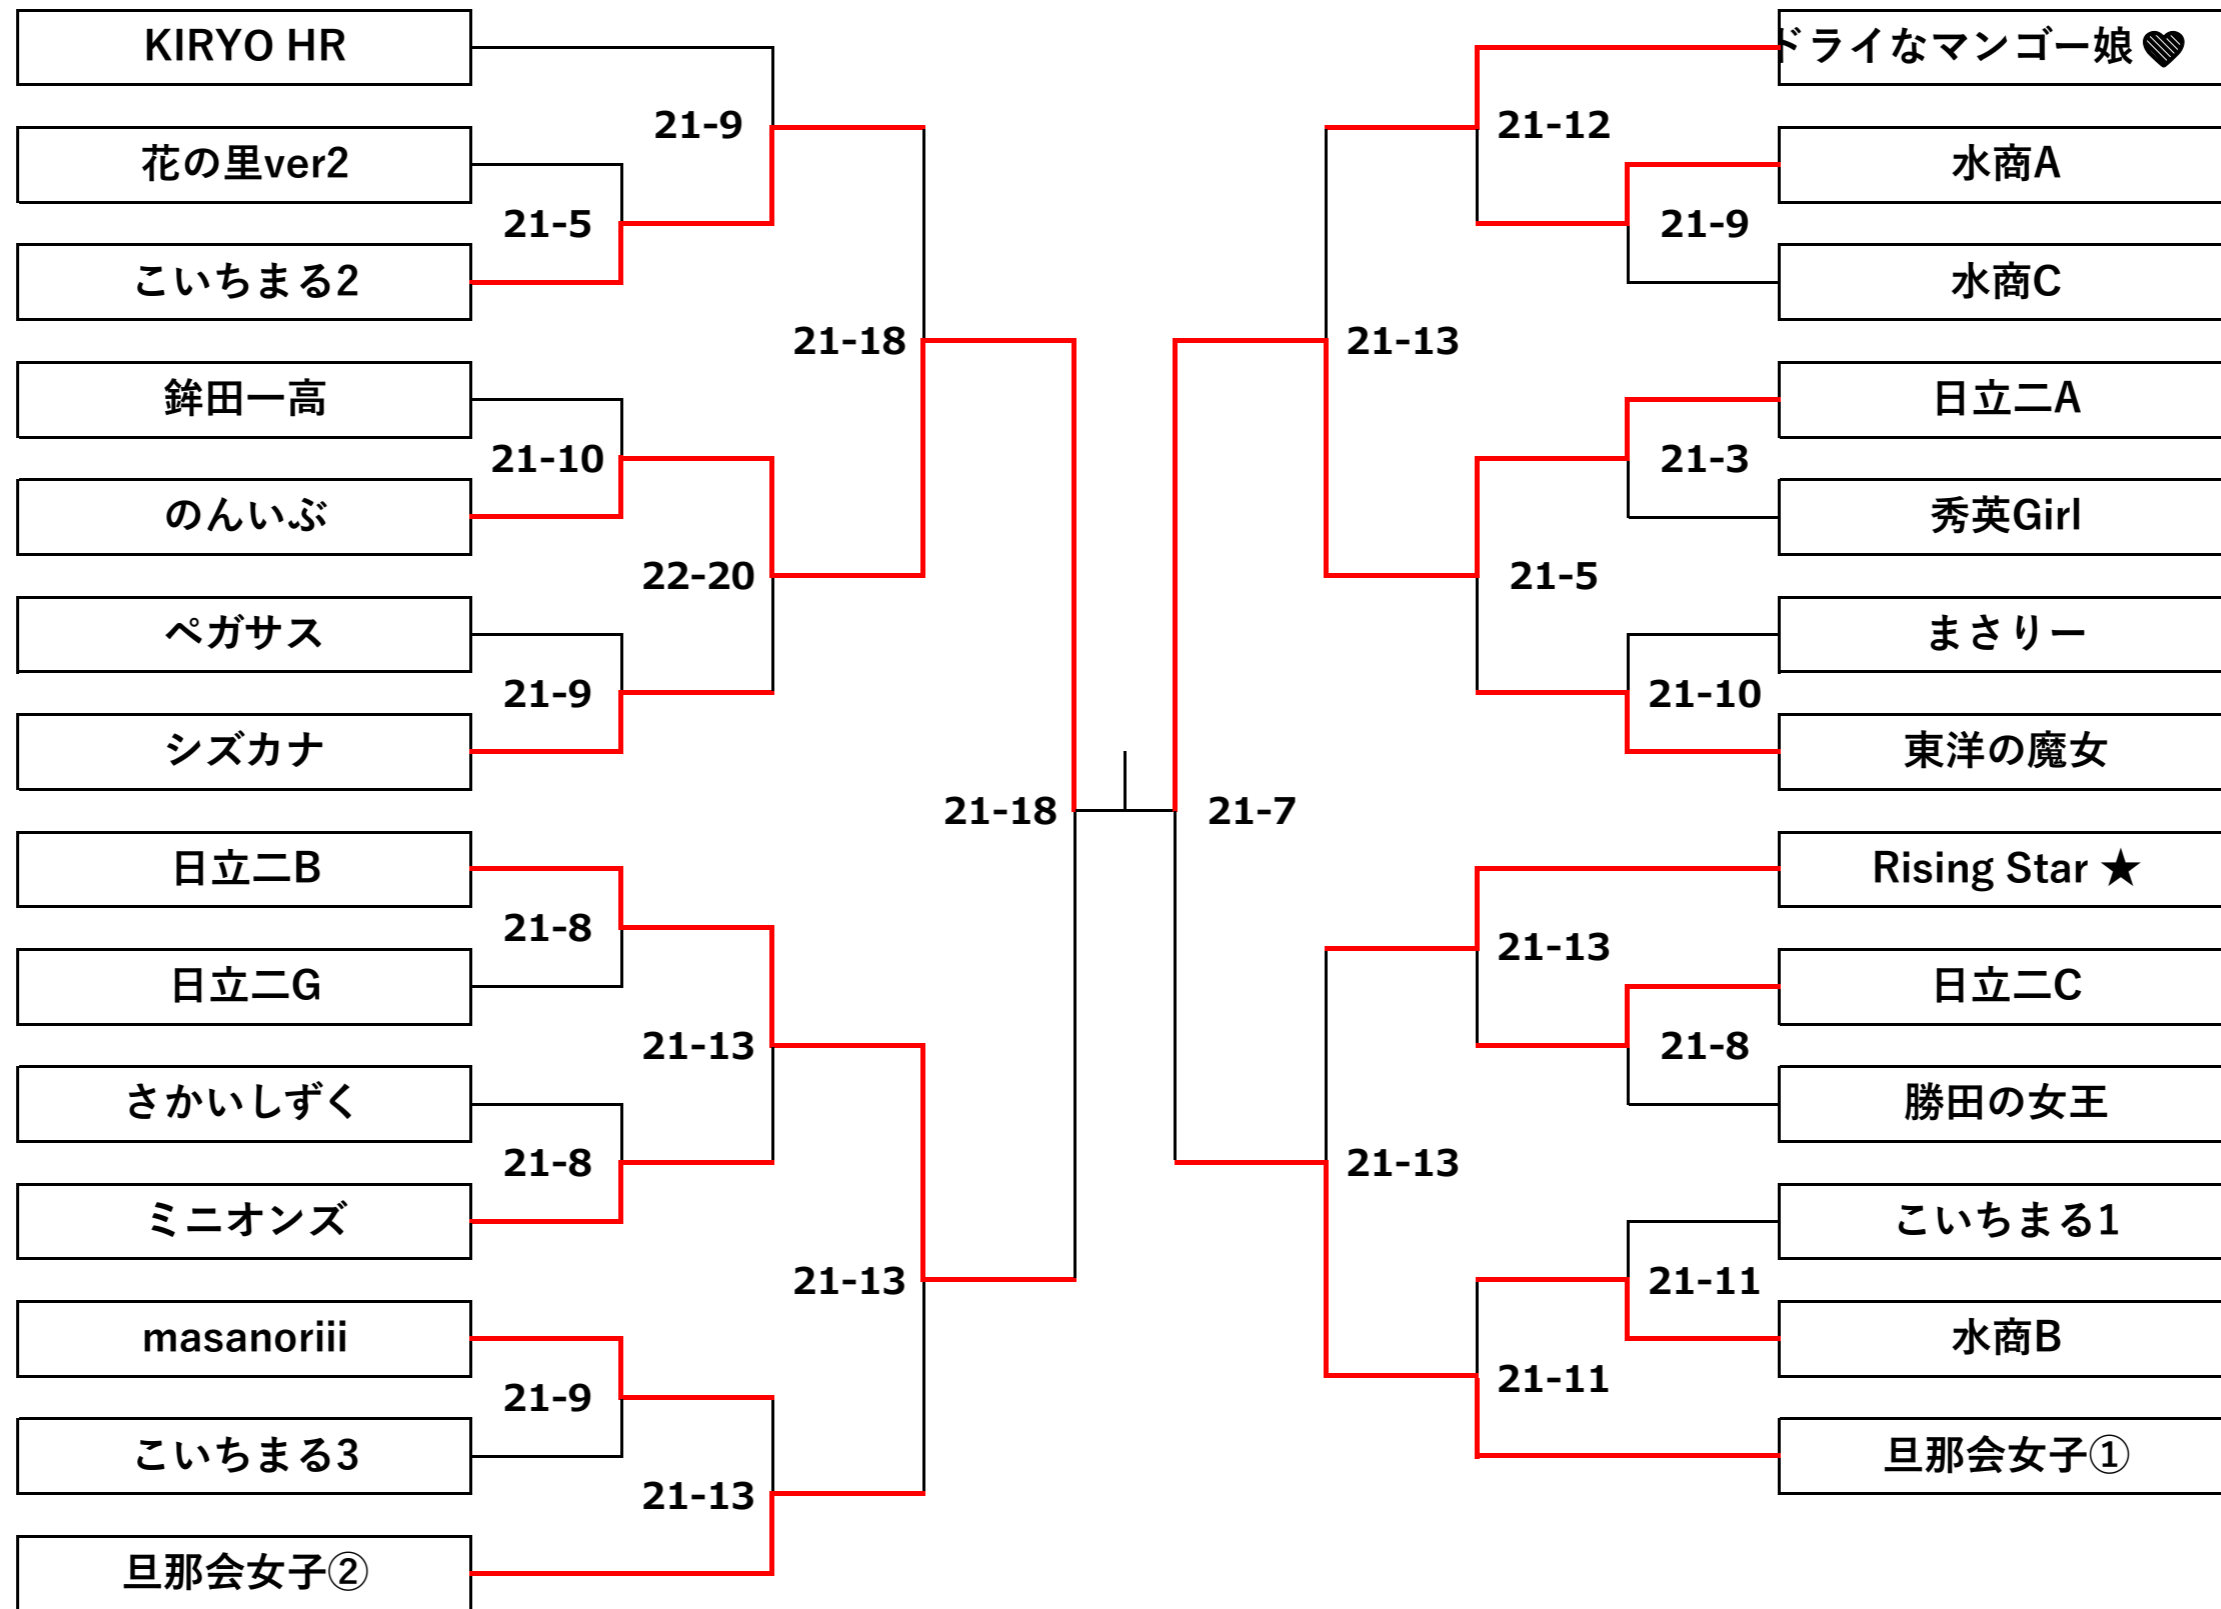 KIRYO HR
花の里ver2
こいちまる2
鉾田一高
のんいぶ
ペガサス
シズカナ
日立二B
日立二G
さかいしずく
ミニオンズ
masanoriii
こいちまる3
旦那会女子②
21-9
21-5
21-18
21-10
22-20
21-9
21-18
21-8
21-13
21-8
21-13
21-9
21-13
21-12
21-9
21-13
21-3
21-5
21-10
21-7
21-13
21-8
21-13
21-11
21-11
ドライなマンゴー娘♥
水商A
水商C
日立二A
秀英Girl
まさりー
東洋の魔女
Rising Star ★
日立二C
勝田の女王
こいちまる1
水商B
旦那会女子①